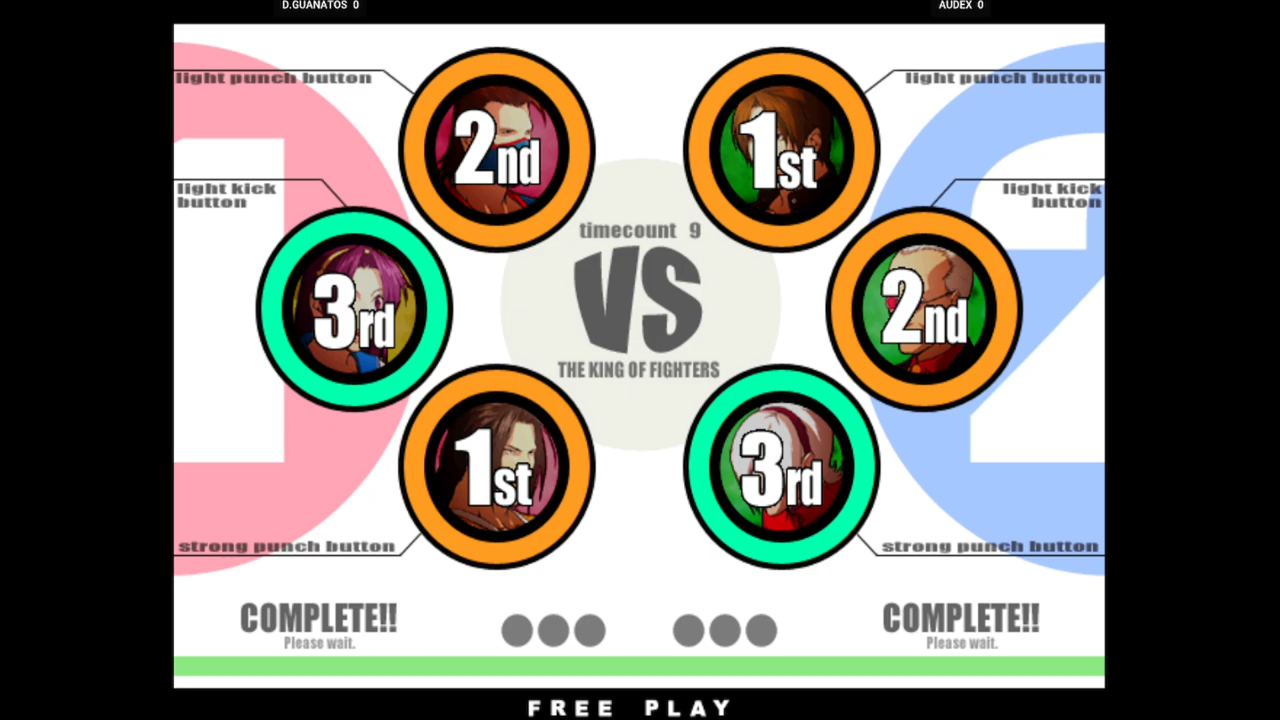 D.GUANATOS 0
AUDEX 0
light punch button
light punch button
2nd
1st
light kick
button
light kick
button
timecount 9
VS
THE KING OF FIGHTERS
3rd
2nd
1st
3rd
strong punch button
strong punch button
COMPLETE!!
Please wait.
COMPLETE!!
Please wait.
1
2
FREE PLAY